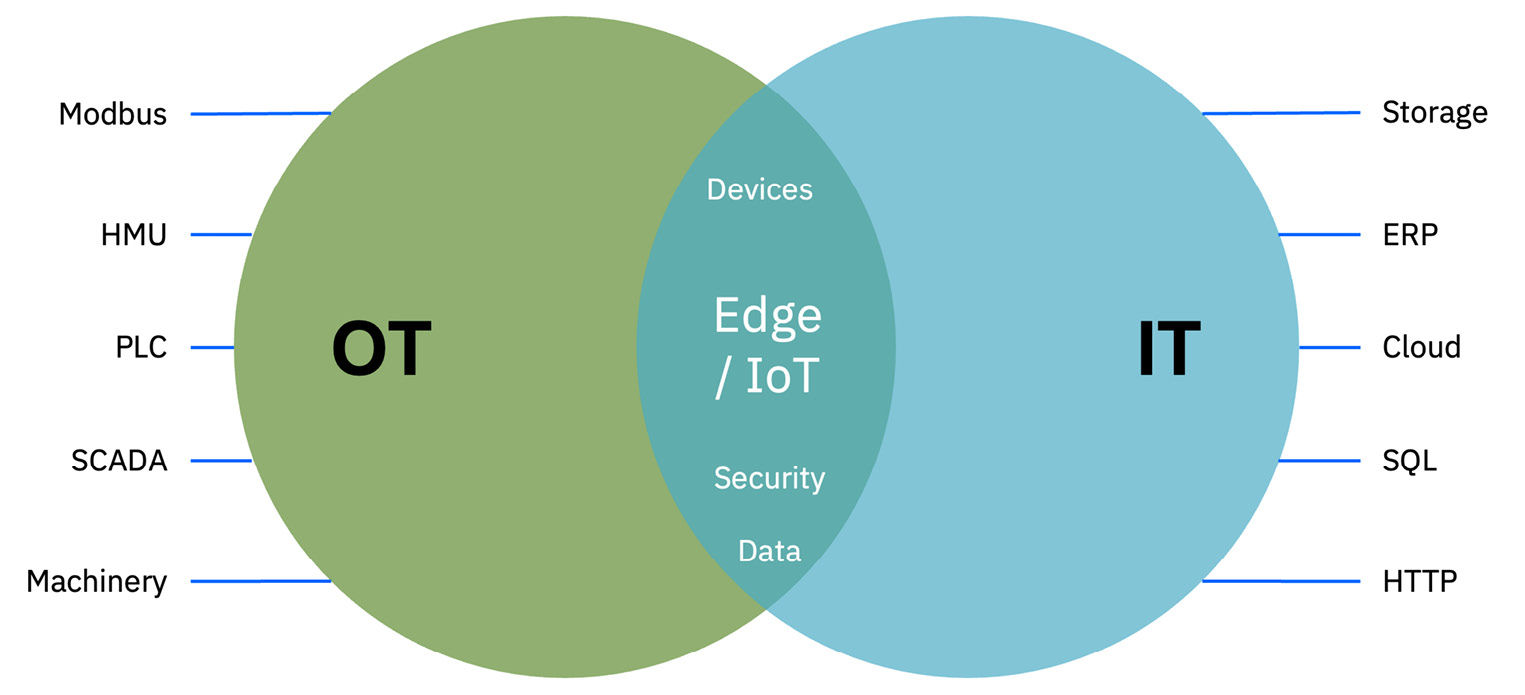 Modbus
HMU
PLC
SCADA
Machinery
OT
Devices
Edge
/ IoT
Security
Data
IT
Storage
ERP
Cloud
SQL
HTTP